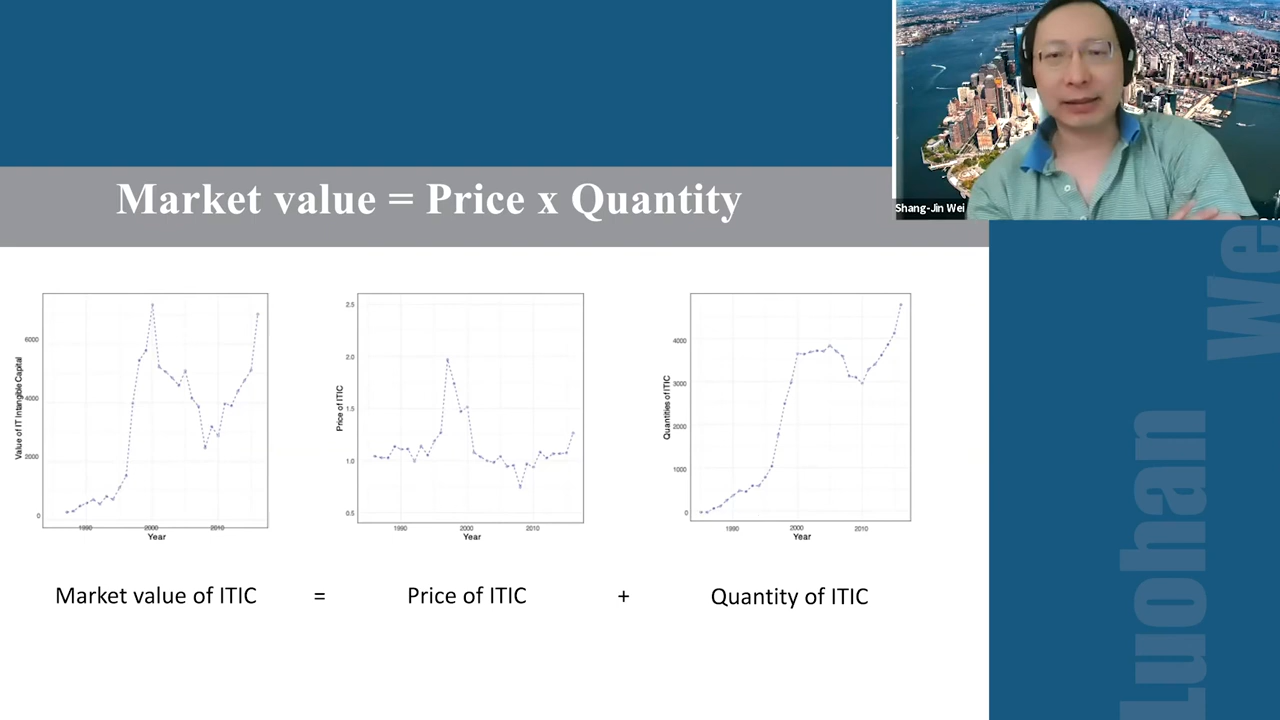 Market value = Price x Quantity
Shang-Jin Wei
We
Luohan
6000
4000
2000
0
1990
2000
2010
Value of IT Intangible Capital
Year
2.5
2.0
1.5
1.0
0.5
1990
2000
2010
Price of ITIC
Year
4000
3000
2000
1000
0
1990
2000
2010
Quantities of ITIC
Year
Market value of ITIC = Price of ITIC + Quantity of ITIC